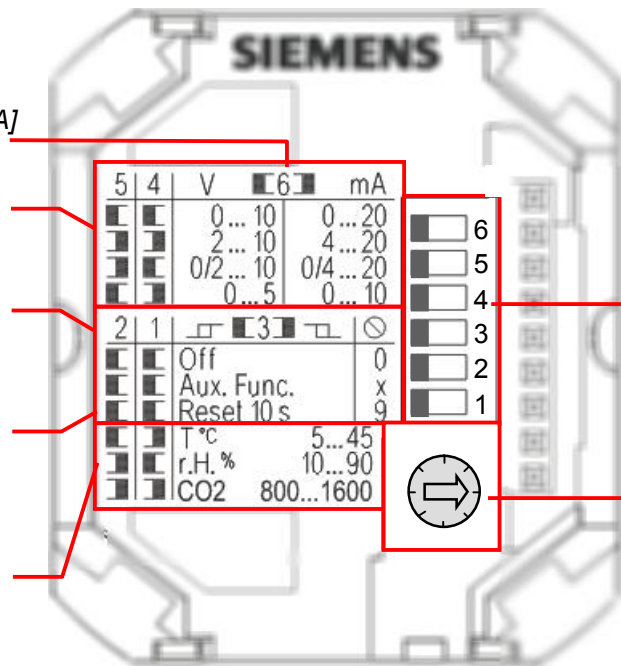 SIEMENS
A]
5 4 V 6 mA
0... 10 0... 20
2... 10 4... 20
0/2... 10 0/4... 20
0... 5 0... 10
2 1 3
Off 0
Aux. Func. x
Reset 10 s 9
T °C 5...45
r.H. % 10...90
CO2 800...1600
6
5
4
3
2
1